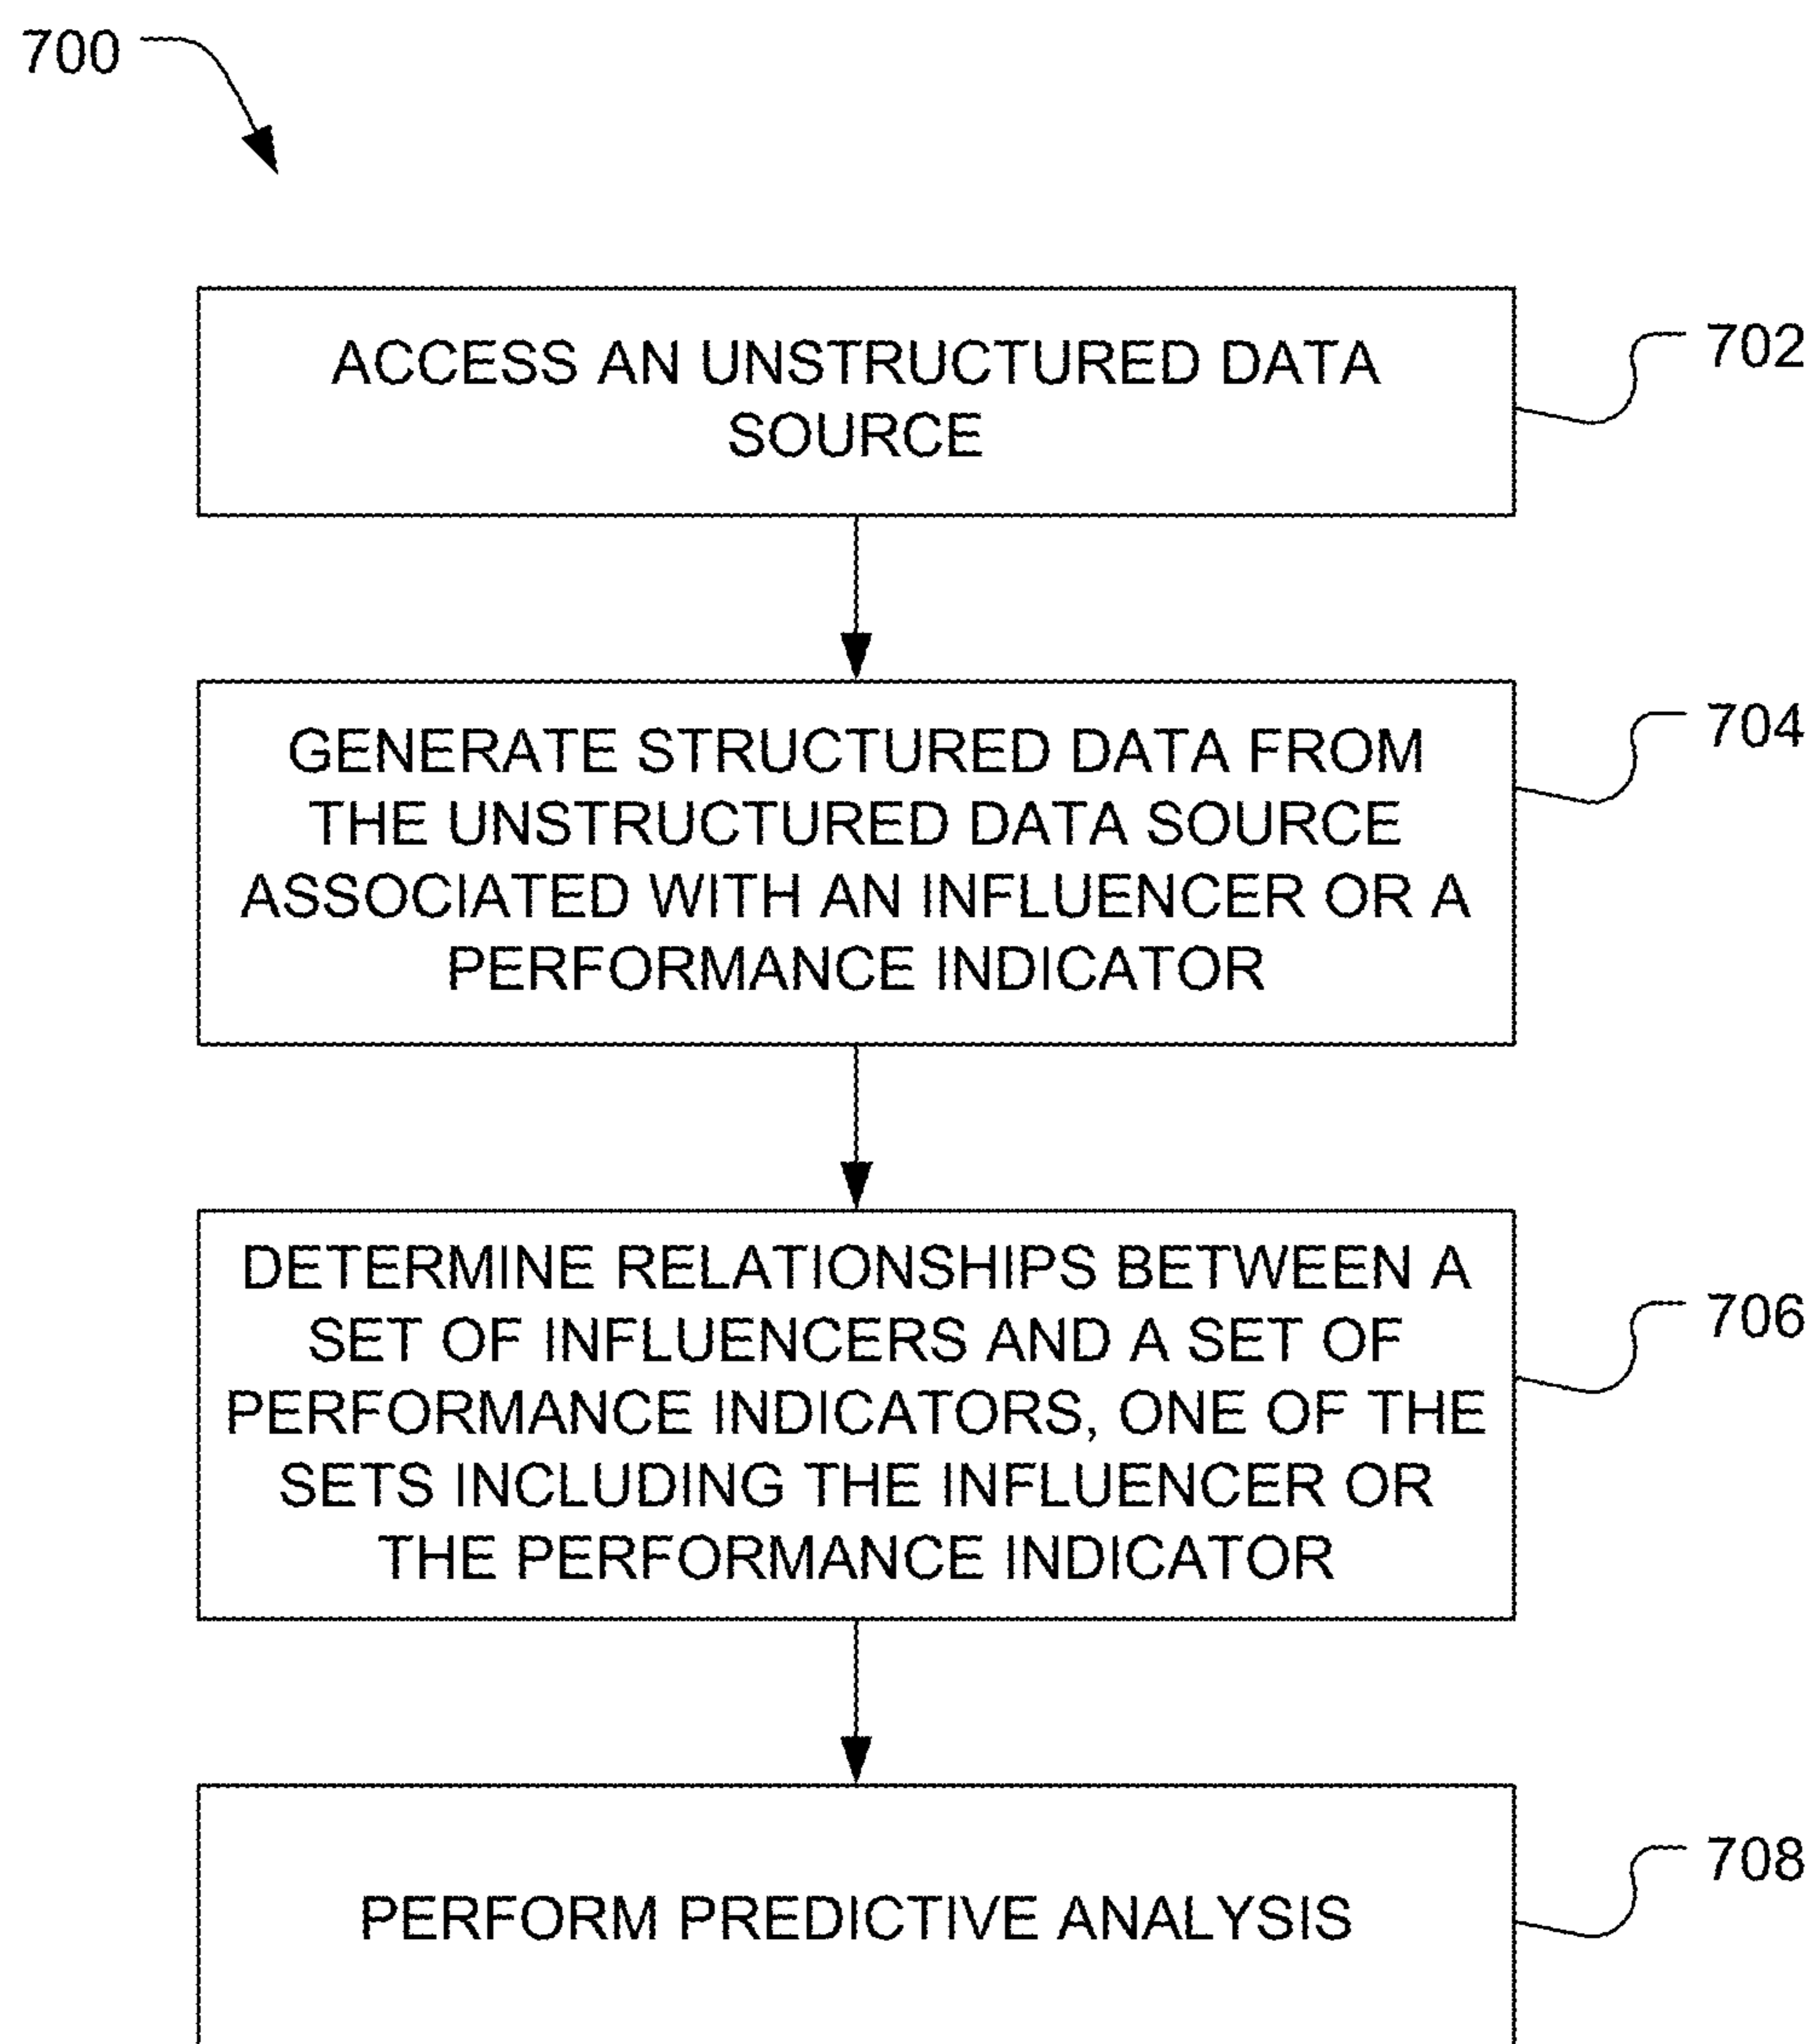 700
ACCESS AN UNSTRUCTURED DATA
SOURCE
702
GENERATE STRUCTURED DATA FROM
THE UNSTRUCTURED DATA SOURCE
ASSOCIATED WITH AN INFLUENCER OR A
PERFORMANCE INDICATOR
704
DETERMINE RELATIONSHIPS BETWEEN A
SET OF INFLUENCERS AND A SET OF
PERFORMANCE INDICATORS, ONE OF THE
SETS INCLUDING THE INFLUENCER OR
THE PERFORMANCE INDICATOR
706
PERFORM PREDICTIVE ANALYSIS
708